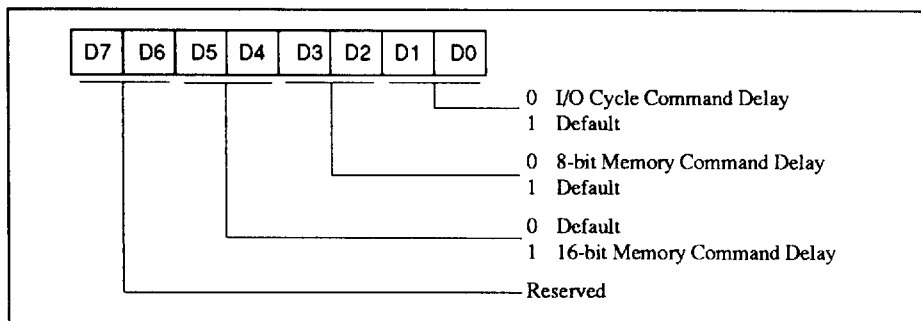 D7 D6 D5 D4 D3 D2 D1 D0
0 I/O Cycle Command Delay
1 Default
0 8-bit Memory Command Delay
1 Default
0 Default
1 16-bit Memory Command Delay
Reserved